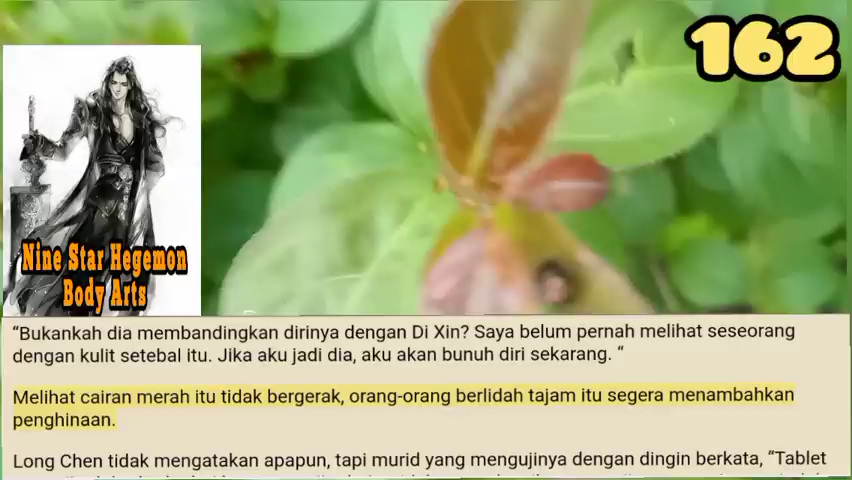 162
Nine Star Hegemon
Body Arts
“Bukankah dia membandingkan dirinya dengan Di Xin? Saya belum pernah melihat seseorang
dengan kulit setebal itu. Jika aku jadi dia, aku akan bunuh diri sekarang. “
Melihat cairan merah itu tidak bergerak, orang-orang berlidah tajam itu segera menambahkan
penghinaan.
Long Chen tidak mengatakan apapun, tapi murid yang mengujinya dengan dingin berkata, “Tablet